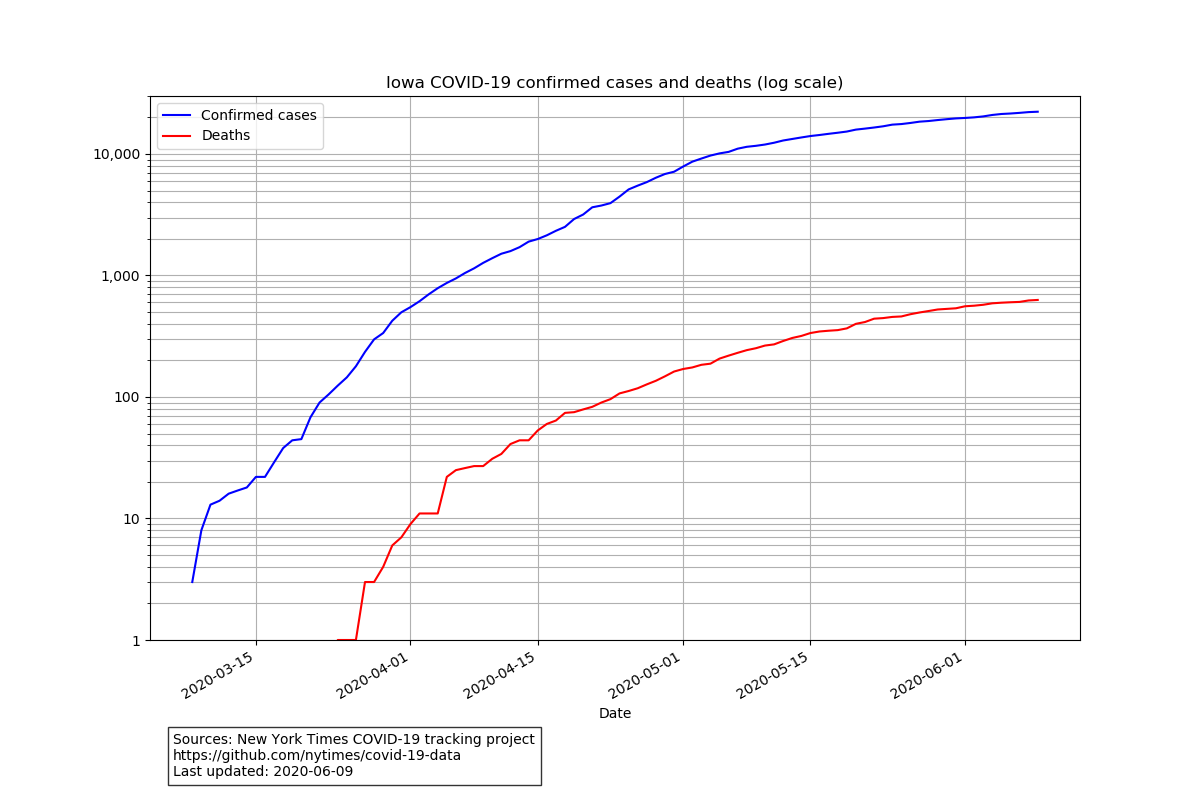 Iowa COVID-19 confirmed cases and deaths (log scale)
Confirmed cases
Deaths
10,000
1,000
100
10
1
2020-03-15
2020-04-01
2020-04-15
2020-05-01
2020-05-15
2020-06-01
Date
Sources: New York Times COVID-19 tracking project
https://github.com/nytimes/covid-19-data
Last updated: 2020-06-09